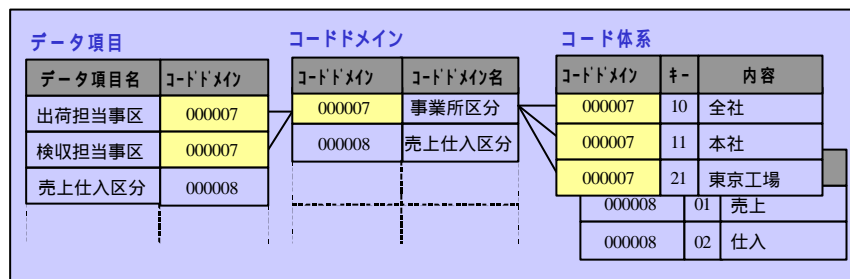 データ項目
データ項目名 ｺｰﾄﾞﾄﾞﾒｲﾝ
出荷担当事区 000007
検収担当事区 000007
売上仕入区分 000008
コードドメイン
ｺｰﾄﾞﾄﾞﾒｲﾝ ｺｰﾄﾞﾄﾞﾒｲﾝ名
000007 事業所区分
000008 売上仕入区分
コード体系
ｺｰﾄﾞﾄﾞﾒｲﾝ ｷｰ 内容
000007 10 全社
000007 11 本社
000007 21 東京工場
000008 01 売上
000008 02 仕入